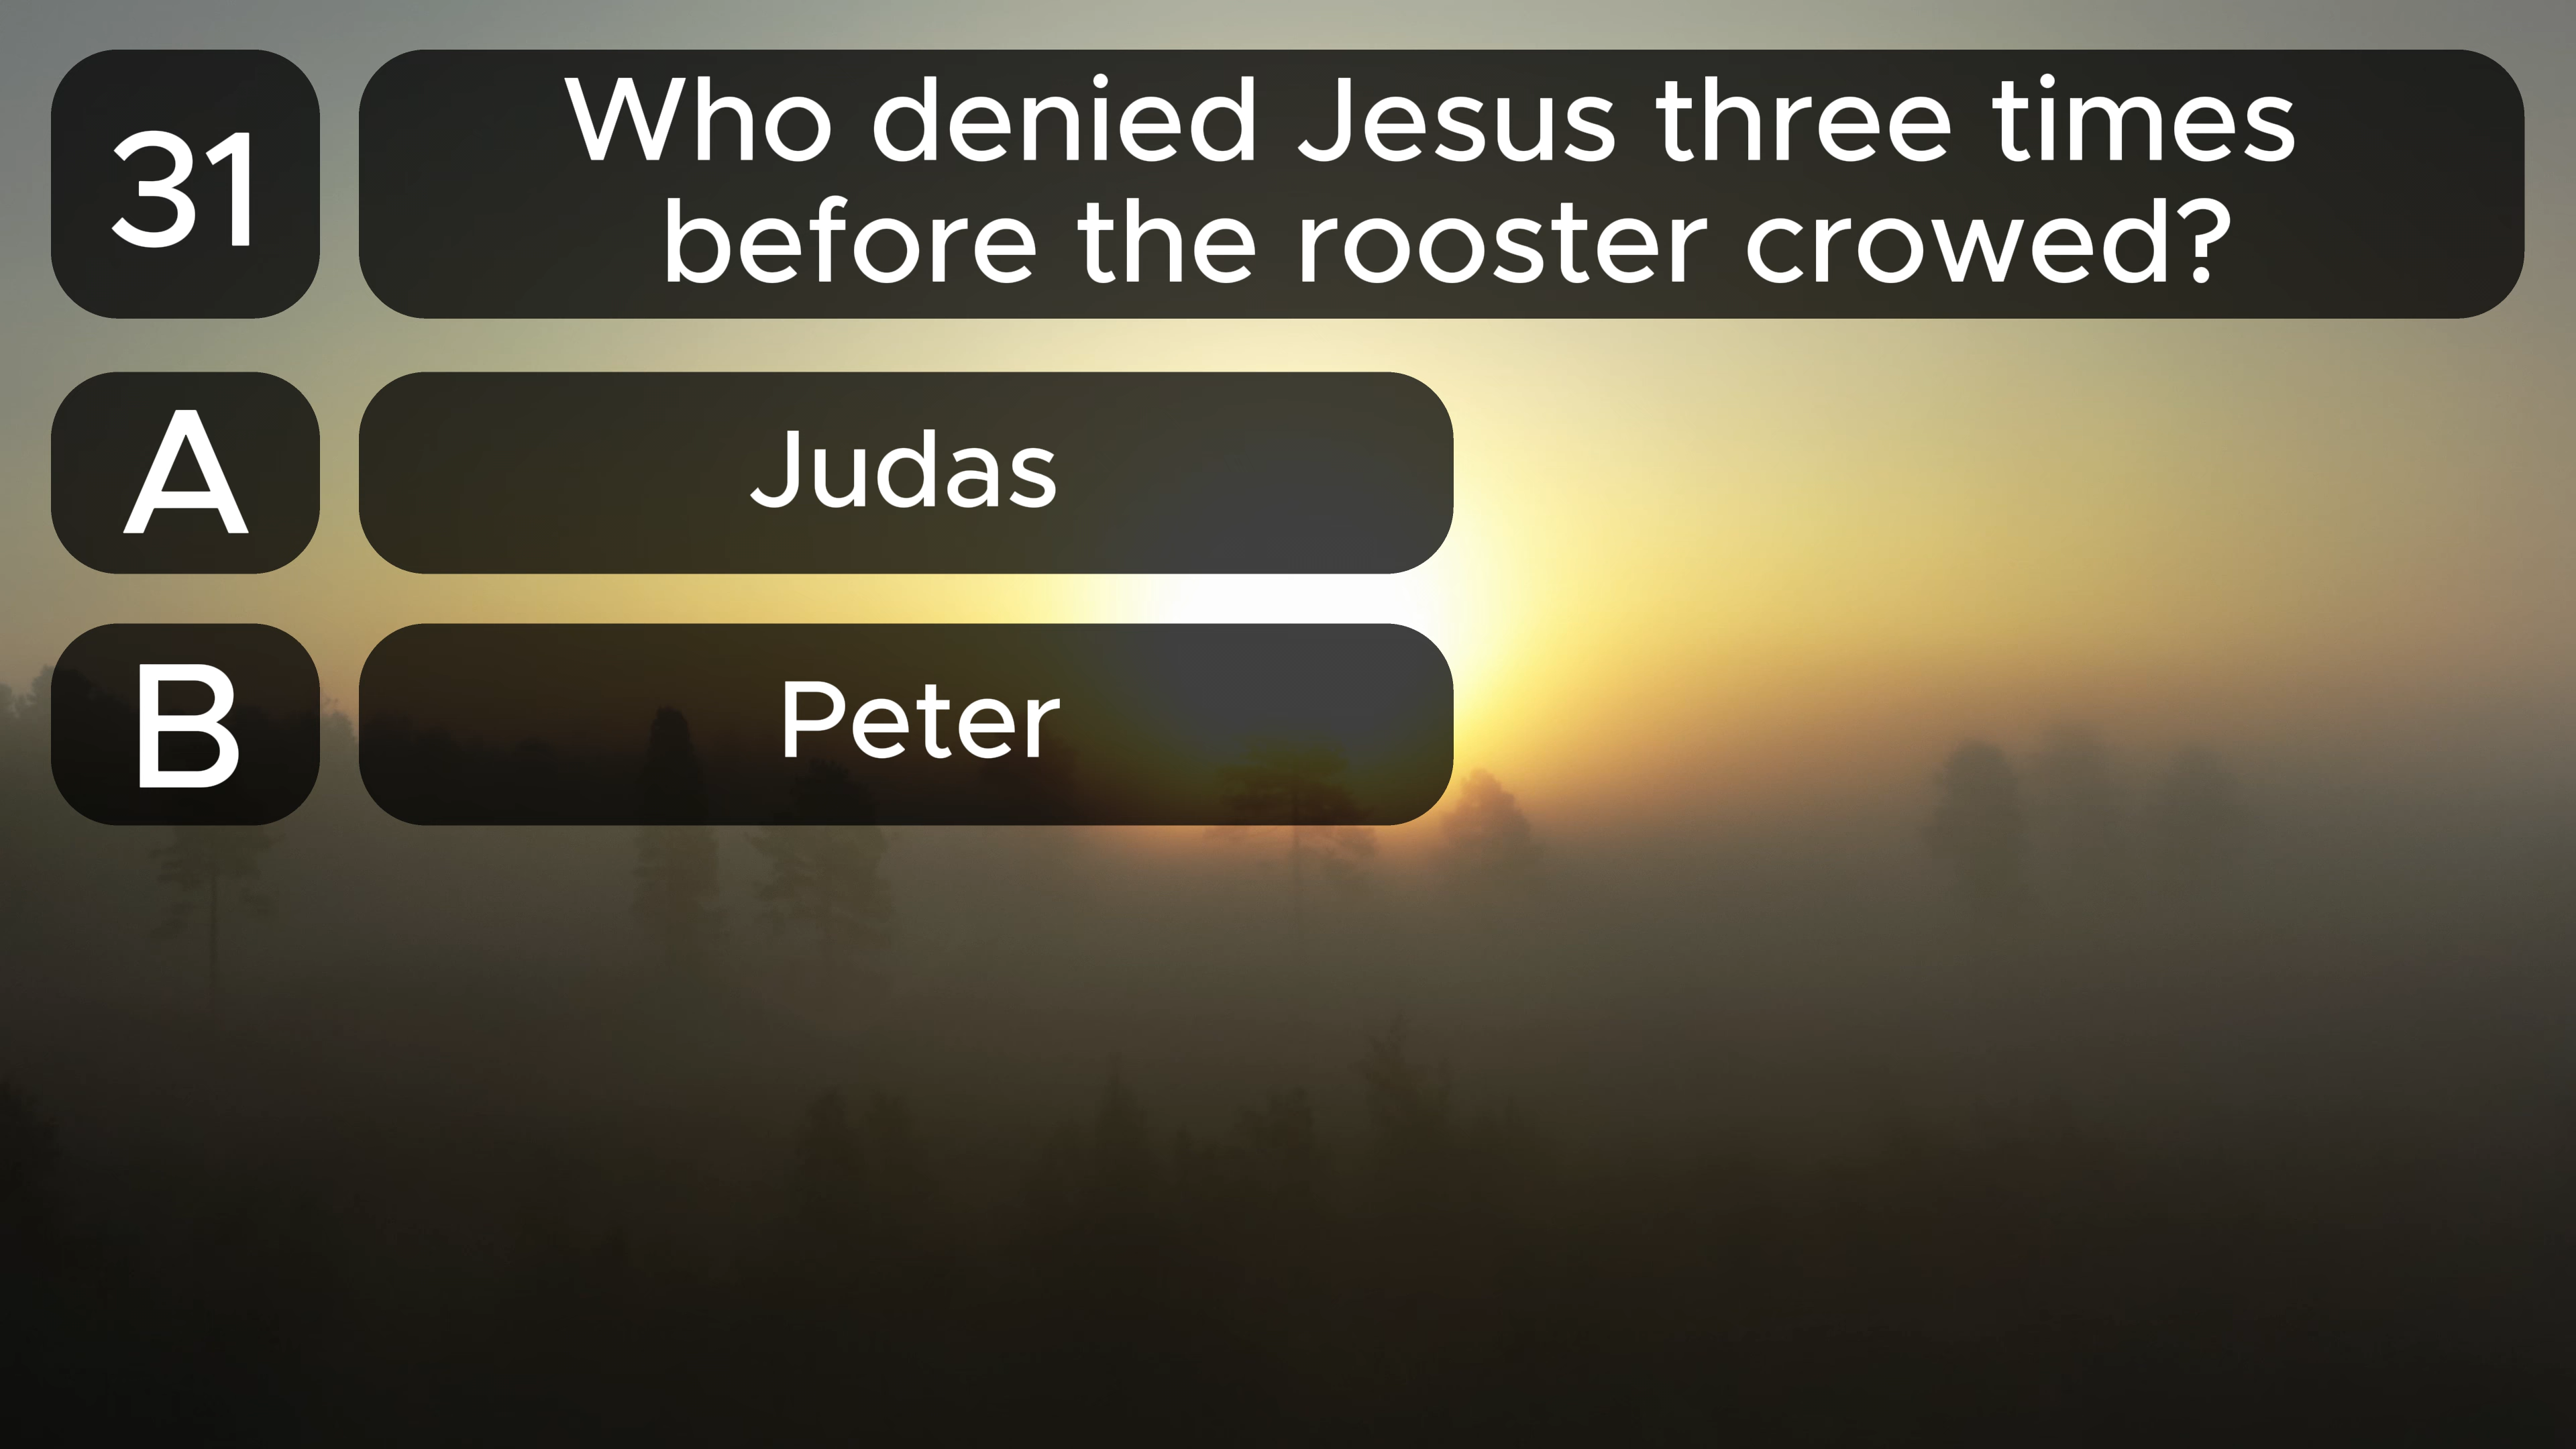 31
Who denied Jesus three times
before the rooster crowed?
A
Judas
B
Peter